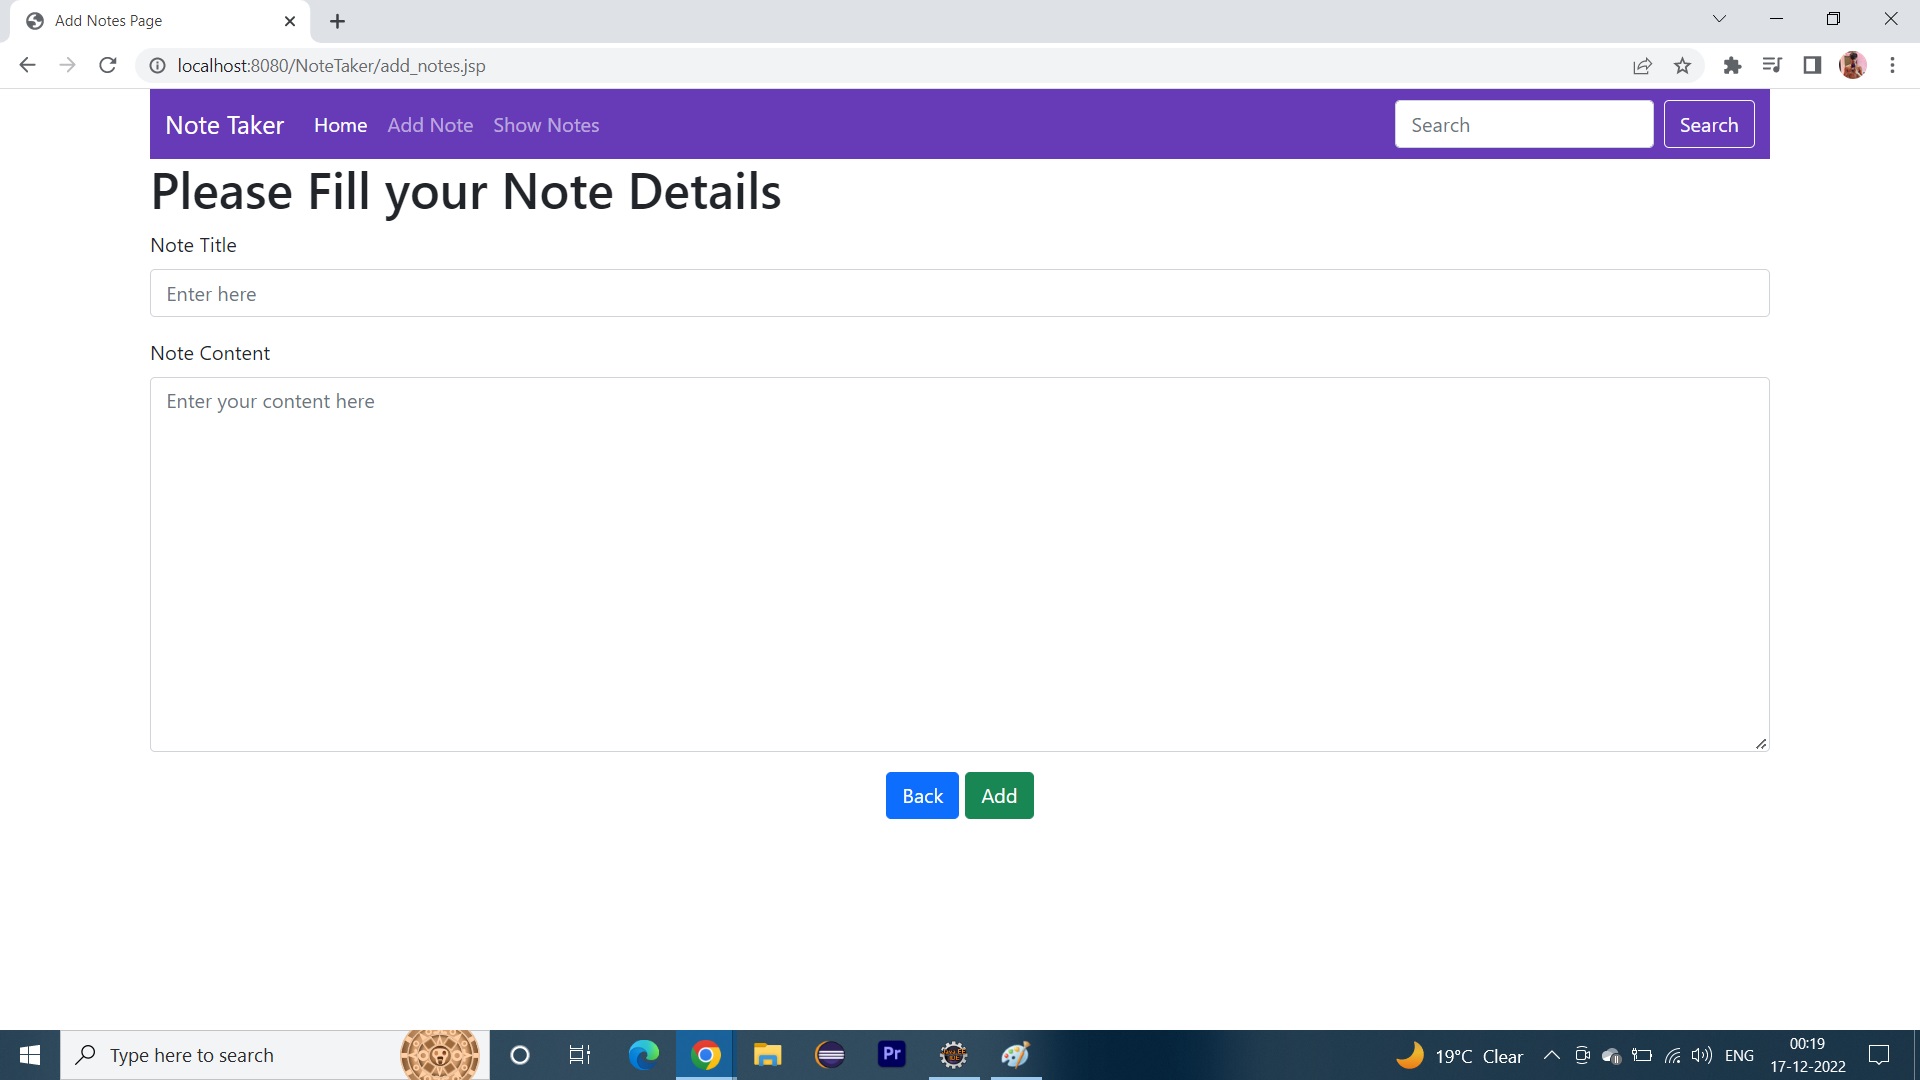 Add Notes Page
localhost:8080/NoteTaker/add_notes.jsp
Note Taker Home Add Note Show Notes Search Search
Please Fill your Note Details
Note Title
Enter here
Note Content
Enter your content here
Back Add
Type here to search Pr 19°C Clear ENG 00:19
17-12-2022